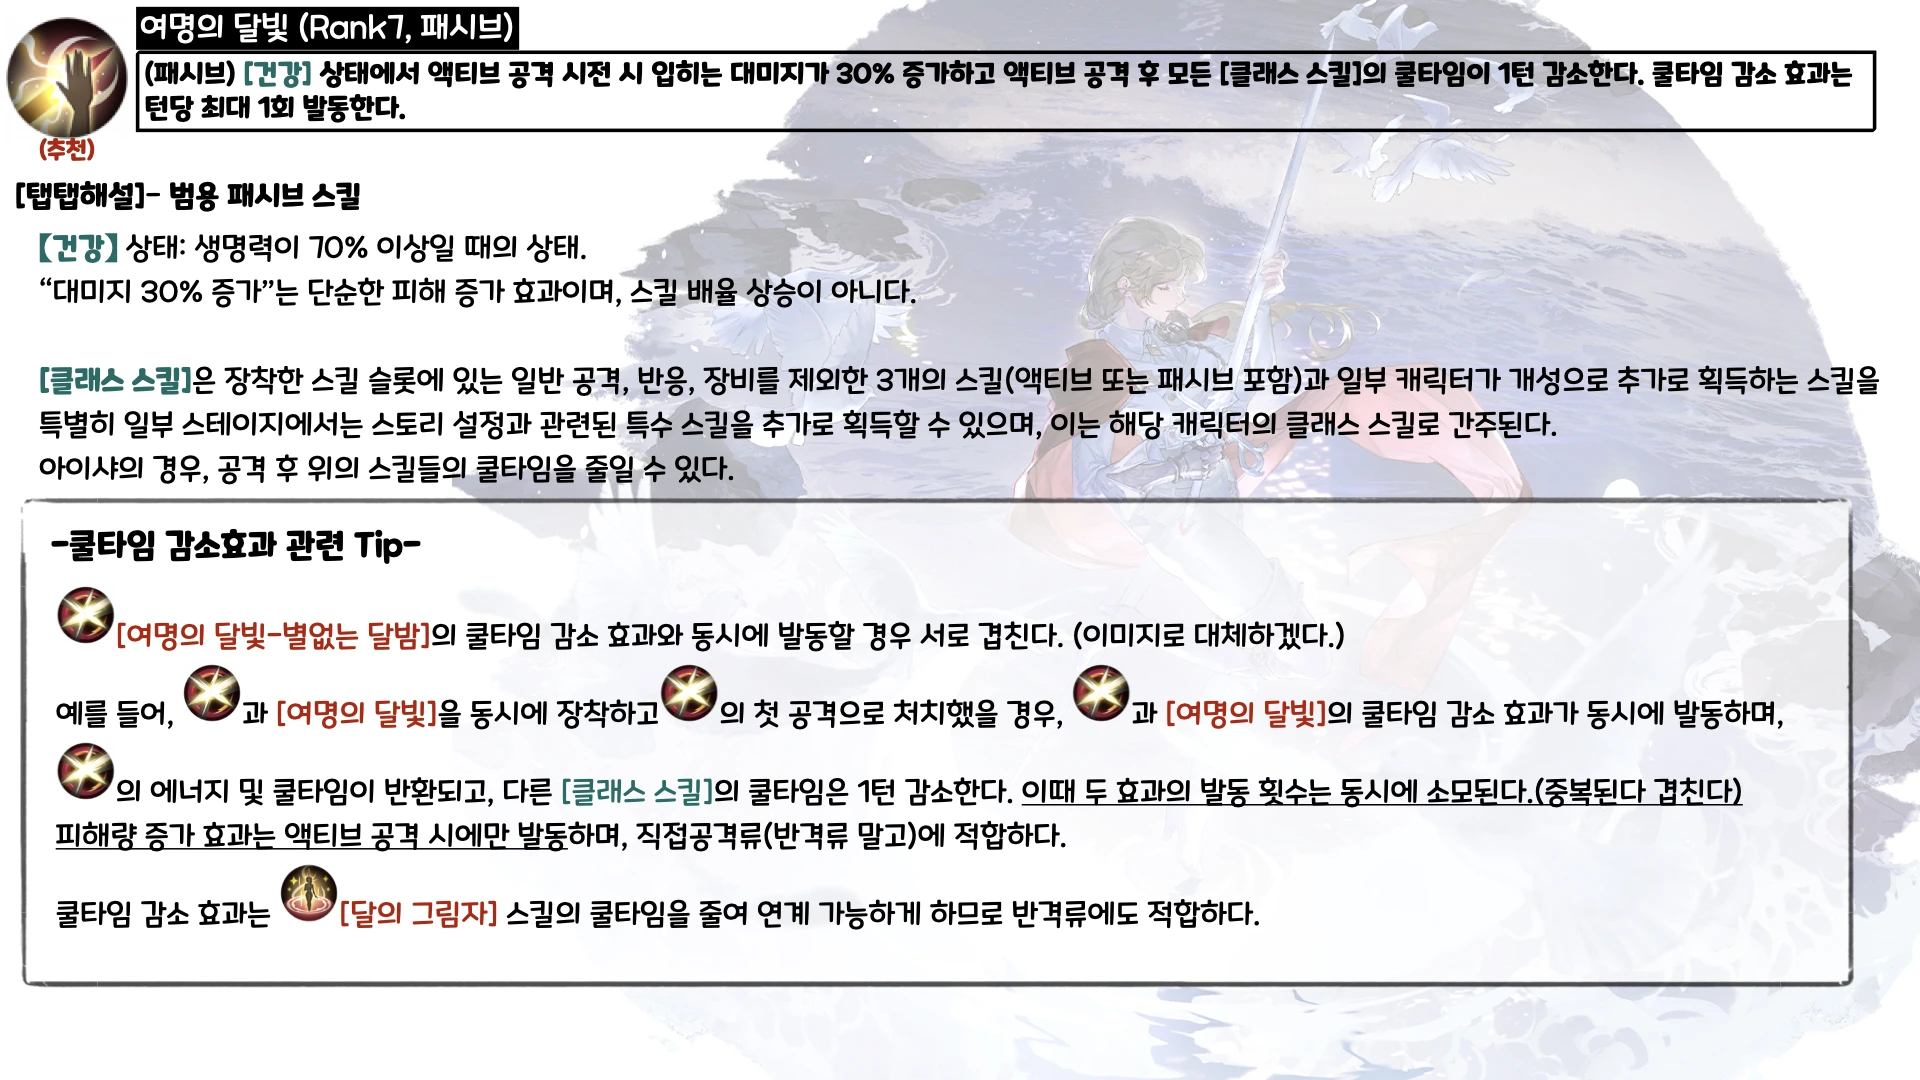 여명의 달빛 (Rank7, 패시브)
(패시브) [건강] 상태에서 액티브 공격 시전 시 입히는 대미지가 30% 증가하고 액티브 공격 후 모든 [클래스 스킬]의 쿨타임이 1턴 감소한다. 쿨타임 감소 효과는
턴당 최대 1회 발동한다.
(추천)
[탭탭해설]- 범용 패시브 스킬
【건강】 상태: 생명력이 70% 이상일 때의 상태.
“대미지 30% 증가”는 단순한 피해 증가 효과이며, 스킬 배율 상승이 아니다.
[클래스 스킬]은 장착한 스킬 슬롯에 있는 일반 공격, 반응, 장비를 제외한 3개의 스킬(액티브 또는 패시브 포함)과 일부 캐릭터가 개성으로 추가로 획득하는 스킬을
특별히 일부 스테이지에서는 스토리 설정과 관련된 특수 스킬을 추가로 획득할 수 있으며, 이는 해당 캐릭터의 클래스 스킬로 간주된다.
아이샤의 경우, 공격 후 위의 스킬들의 쿨타임을 줄일 수 있다.
-쿨타임 감소효과 관련 Tip-
[여명의 달빛-별없는 달밤]의 쿨타임 감소 효과와 동시에 발동할 경우 서로 겹친다. (이미지로 대체하겠다.)
예를 들어, 과 [여명의 달빛]을 동시에 장착하고 의 첫 공격으로 처치했을 경우, 과 [여명의 달빛]의 쿨타임 감소 효과가 동시에 발동하며,
의 에너지 및 쿨타임이 반환되고, 다른 [클래스 스킬]의 쿨타임은 1턴 감소한다. 이때 두 효과의 발동 횟수는 동시에 소모된다.(중복된다 겹친다)
피해량 증가 효과는 액티브 공격 시에만 발동하며, 직접공격류(반격류 말고)에 적합하다.
쿨타임 감소 효과는 [달의 그림자] 스킬의 쿨타임을 줄여 연계 가능하게 하므로 반격류에도 적합하다.